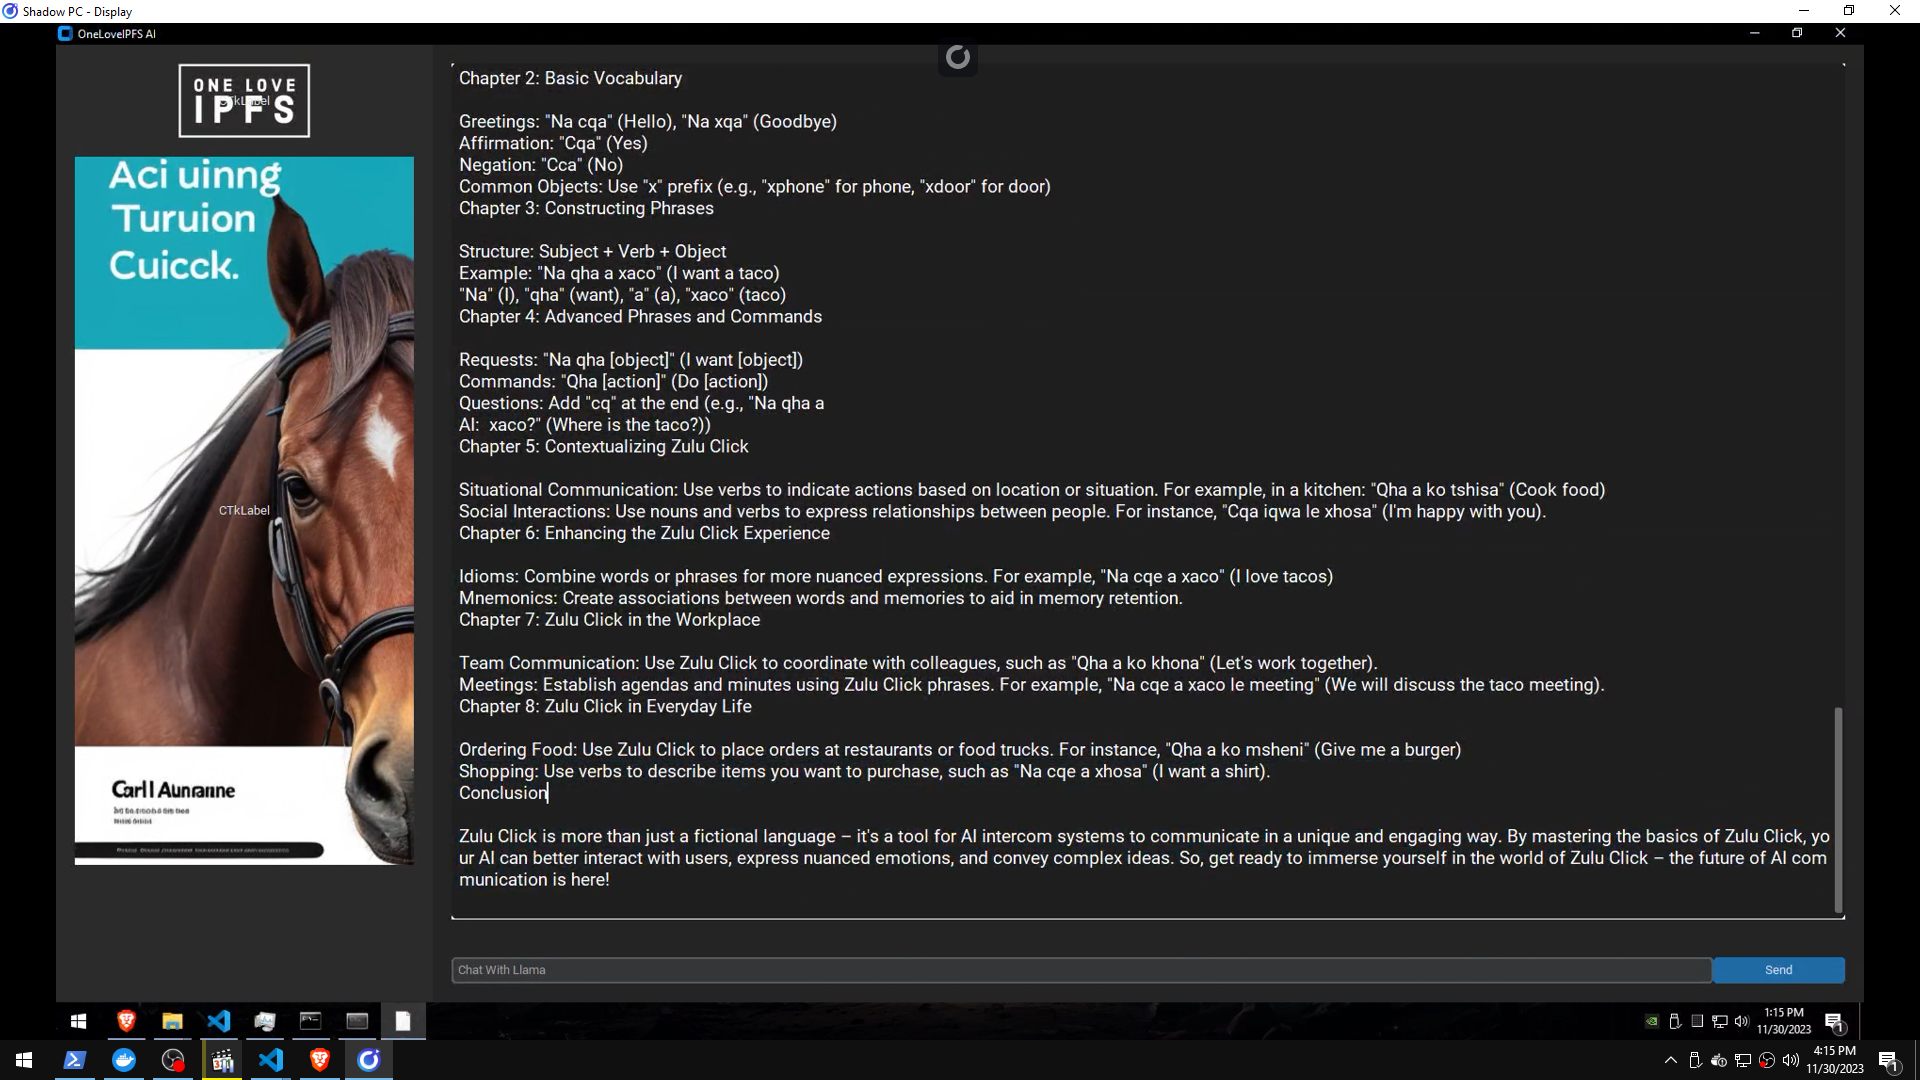 Shadow PC - Display
OneLoveIPFS AI
ONE LOVE
IPFS
Aci uinng
Turuion
Cuicck.
CTkLabel
Carl l Aunranne
Chapter 2: Basic Vocabulary
Greetings: "Na cqa" (Hello), "Na xqa" (Goodbye)
Affirmation: "Cqa" (Yes)
Negation: "Cca" (No)
Common Objects: Use "x" prefix (e.g., "xphone" for phone, "xdoor" for door)
Chapter 3: Constructing Phrases
Structure: Subject + Verb + Object
Example: "Na qha a xaco" (I want a taco)
"Na" (I), "qha" (want), "a" (a), "xaco" (taco)
Chapter 4: Advanced Phrases and Commands
Requests: "Na qha [object]" (I want [object])
Commands: "Qha [action]" (Do [action])
Questions: Add "cq" at the end (e.g., "Na qha a
AI:  xaco?" (Where is the taco?))
Chapter 5: Contextualizing Zulu Click
Situational Communication: Use verbs to indicate actions based on location or situation. For example, in a kitchen: "Qha a ko tshisa" (Cook food)
Social Interactions: Use nouns and verbs to express relationships between people. For instance, "Cqa iqwa le xhosa" (I'm happy with you).
Chapter 6: Enhancing the Zulu Click Experience
Idioms: Combine words or phrases for more nuanced expressions. For example, "Na cqe a xaco" (I love tacos)
Mnemonics: Create associations between words and memories to aid in memory retention.
Chapter 7: Zulu Click in the Workplace
Team Communication: Use Zulu Click to coordinate with colleagues, such as "Qha a ko khona" (Let's work together).
Meetings: Establish agendas and minutes using Zulu Click phrases. For example, "Na cqe a xaco le meeting" (We will discuss the taco meeting).
Chapter 8: Zulu Click in Everyday Life
Ordering Food: Use Zulu Click to place orders at restaurants or food trucks. For instance, "Qha a ko msheni" (Give me a burger)
Shopping: Use verbs to describe items you want to purchase, such as "Na cqe a xhosa" (I want a shirt).
Conclusion
Zulu Click is more than just a fictional language – it's a tool for AI intercom systems to communicate in a unique and engaging way. By mastering the basics of Zulu Click, yo
ur AI can better interact with users, express nuanced emotions, and convey complex ideas. So, get ready to immerse yourself in the world of Zulu Click – the future of AI com
munication is here!
Chat With Llama
Send
1:15 PM
11/30/2023
1
4:15 PM
11/30/2023
1